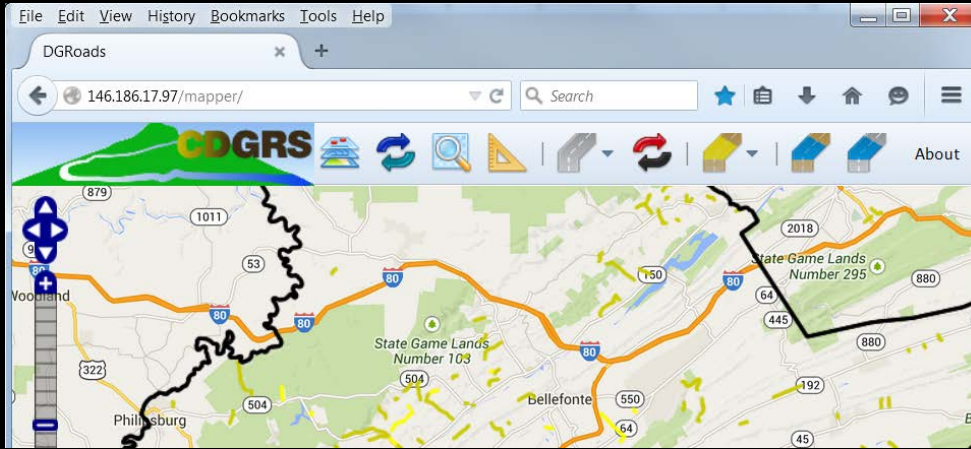 File Edit View History Bookmarks Tools Help
DGRoads
146.186.17.97/mapper/
Search
CDGRS
About
879
1011
53
2018
150
State Game Lands
Number 295
880
80
80
80
80
80
Woodland
64
445
880
State Game Lands
Number 103
322
504
504
192
Bellefonte
550
64
Philipsburg
45